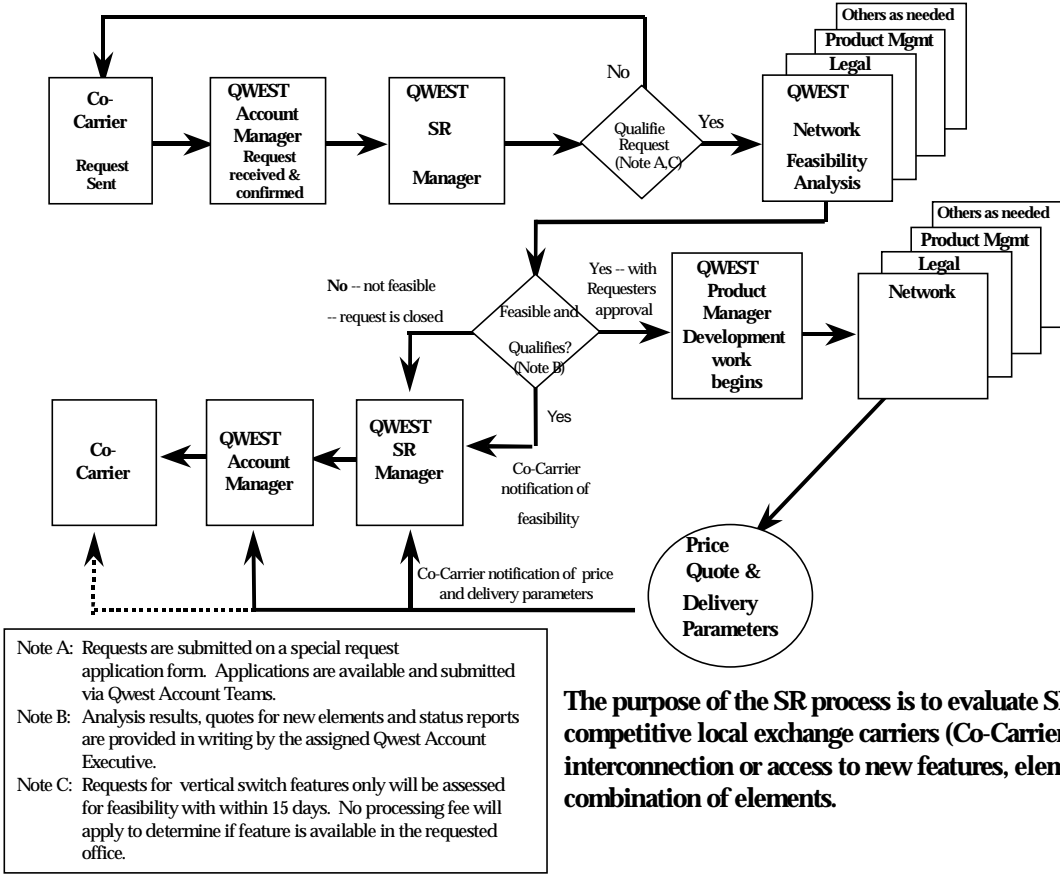 Co-
Carrier
Request
Sent
QWEST
Account
Manager
Request
received &
confirmed
QWEST
SR
Manager
No
Qualifie
Request
(Note A,C)
Yes
Others as needed
Product Mgmt
Legal
QWEST
Network
Feasibility
Analysis
No -- not feasible
-- request is closed
Feasible and
Qualifies?
(Note B)
Yes -- with
Requesters
approval
QWEST
Product
Manager
Development
work
begins
Others as needed
Product Mgmt
Legal
Network
Co-
Carrier
QWEST
Account
Manager
QWEST
SR
Manager
Yes
Co-Carrier
notification of
feasibility
Co-Carrier notification of price
and delivery parameters
Price
Quote &
Delivery
Parameters
Note A: Requests are submitted on a special request
application form. Applications are available and submitted
via Qwest Account Teams.
Note B: Analysis results, quotes for new elements and status reports
are provided in writing by the assigned Qwest Account
Executive.
Note C: Requests for vertical switch features only will be assessed
for feasibility with within 15 days. No processing fee will
apply to determine if feature is available in the requested
office.
The purpose of the SR process is to evaluate
competitive local exchange carriers (Co-Carrier
interconnection or access to new features,
combination of elements.